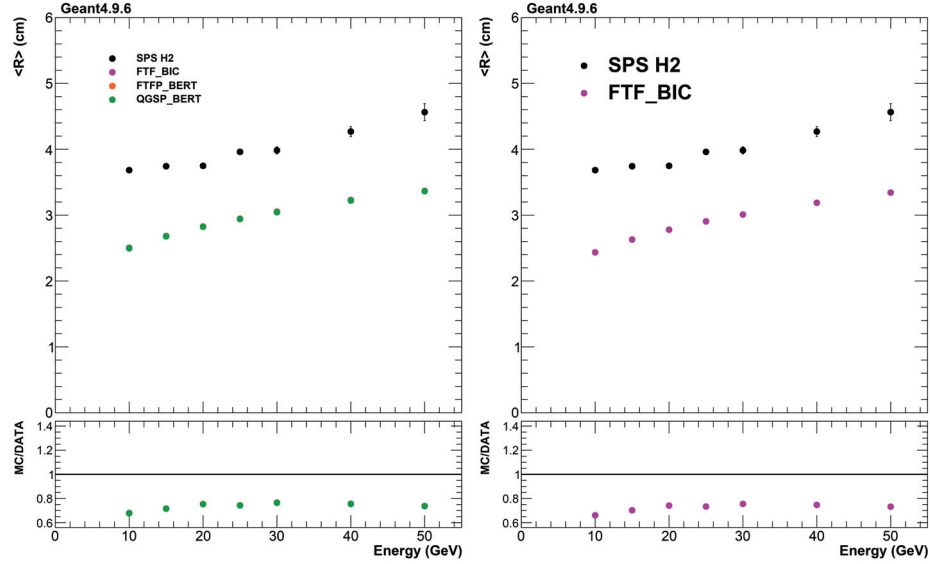 Geant4.9.6
<R> (cm)
6
5
4
3
2
1
0
SPS H2
FTF_BIC
FTFP_BERT
QGSP_BERT
MC/DATA
1.4
1.2
1
0.8
0.6
0 10 20 30 40 50
Energy (GeV)
Geant4.9.6
<R> (cm)
6
5
4
3
2
1
0
SPS H2
FTF_BIC
MC/DATA
1.4
1.2
1
0.8
0.6
0 10 20 30 40 50
Energy (GeV)